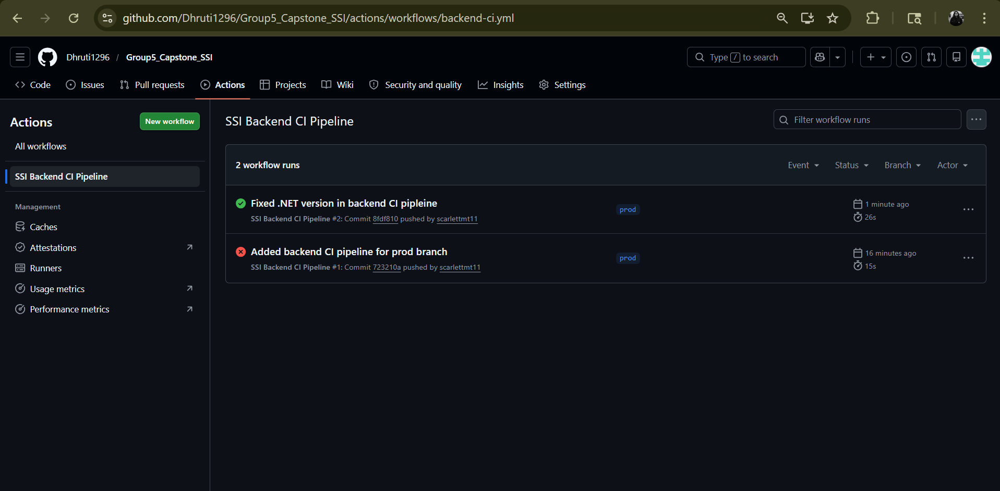 github.com/Dhruti1296/Group5_Capstone_SSI/actions/workflows/backend-ci.yml
Dhruti1296 / Group5_Capstone_SSI
Type / to search
Code
Issues
Pull requests
Actions
Projects
Wiki
Security and quality
Insights
Settings
Actions
New workflow
All workflows
SSI Backend CI Pipeline
Management
Caches
Attestations
Runners
Usage metrics
Performance metrics
SSI Backend CI Pipeline
Filter workflow runs
2 workflow runs
Event
Status
Branch
Actor
Fixed .NET version in backend CI pipleine
SSI Backend CI Pipeline #2: Commit 8fdf810 pushed by scarlettmt11
prod
1 minute ago
26s
Added backend CI pipeline for prod branch
SSI Backend CI Pipeline #1: Commit 723210a pushed by scarlettmt11
prod
16 minutes ago
15s